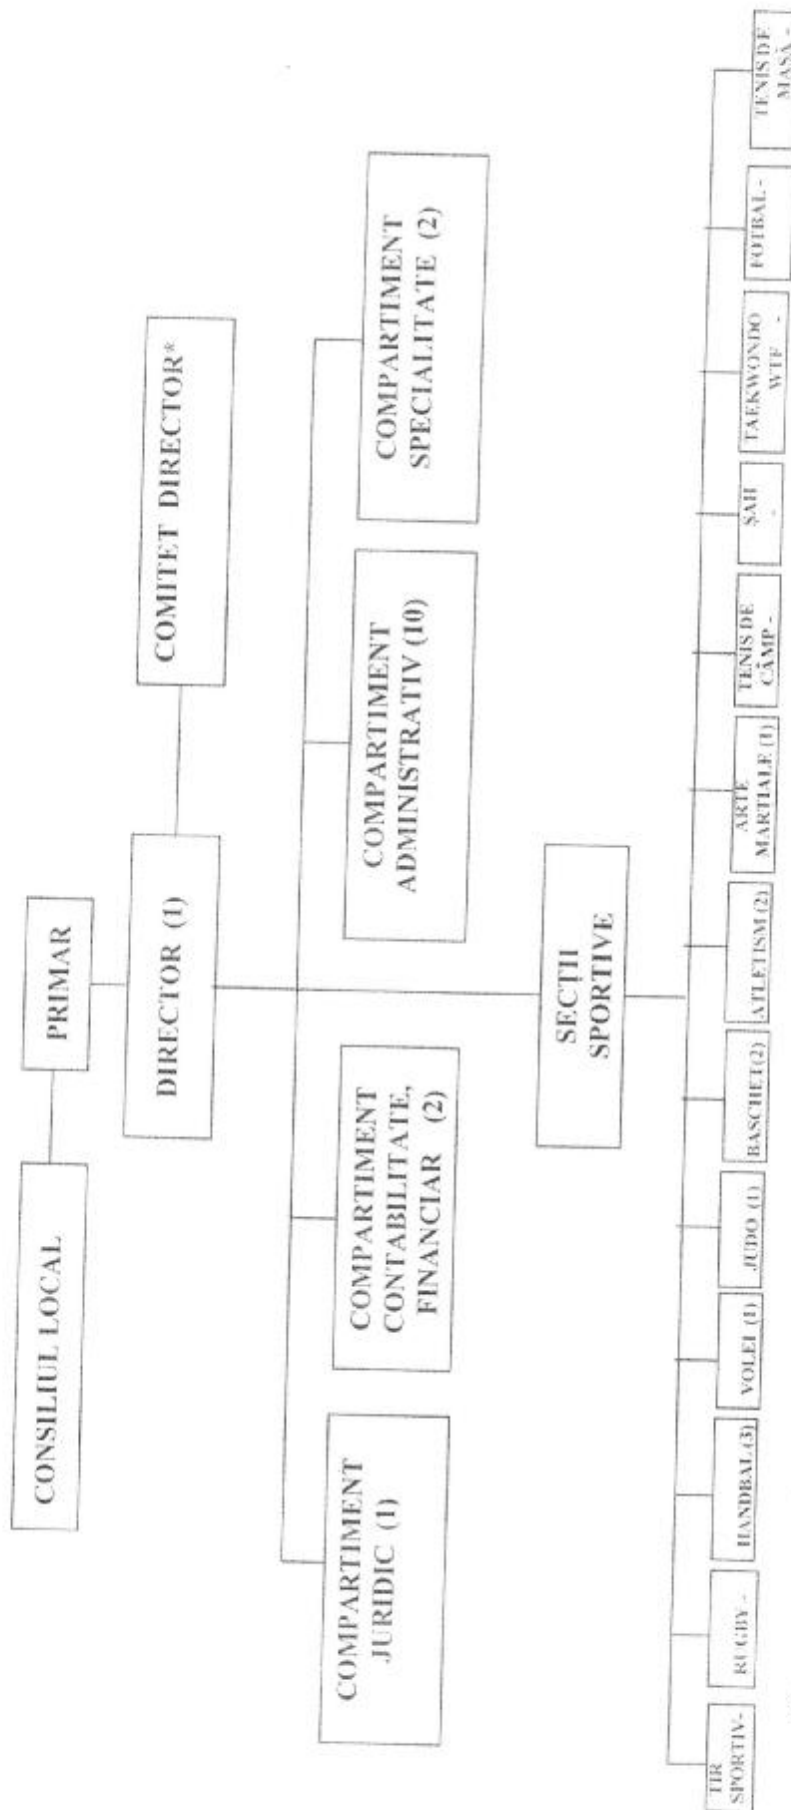 CONSILIUL LOCAL
PRIMAR
DIRECTOR (1)
COMITET DIRECTOR*
COMPARTIMENT
JURIDIC (1)
COMPARTIMENT
CONTABILITATE,
FINANCIAR (2)
COMPARTIMENT
ADMINISTRATIV (10)
COMPARTIMENT
SPECIALITATE (2)
SECȚII
SPORTIVE
TIR
SPORTIV-
RUGBY -
HANDBAL (3)
VOLEI (1)
JUDO (1)
BASCHET (2)
ATLETISM (2)
ARTE
MARTIALE (1)
TENIS DE
CÂMP -
ȘAH
-
TAEKWONDO
WTF -
FOTBAL -
TENIS DE
MASĂ -